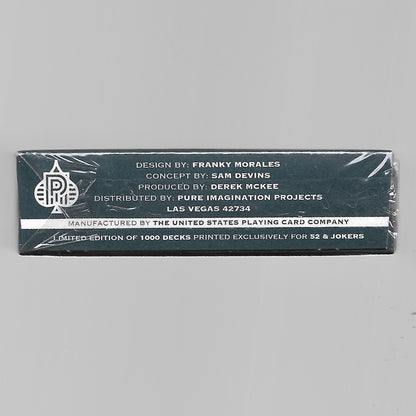 DESIGN BY: FRANKY MORALES
CONCEPT BY: SAM DEVINS
PRODUCED BY: DEREK MCKEE
DISTRIBUTED BY: PURE IMAGINATION PROJECTS
LAS VEGAS 42734
MANUFACTURED BY THE UNITED STATES PLAYING CARD COMPANY
LIMITED EDITION OF 1000 DECKS PRINTED EXCLUSIVELY FOR 52 & JOKERS